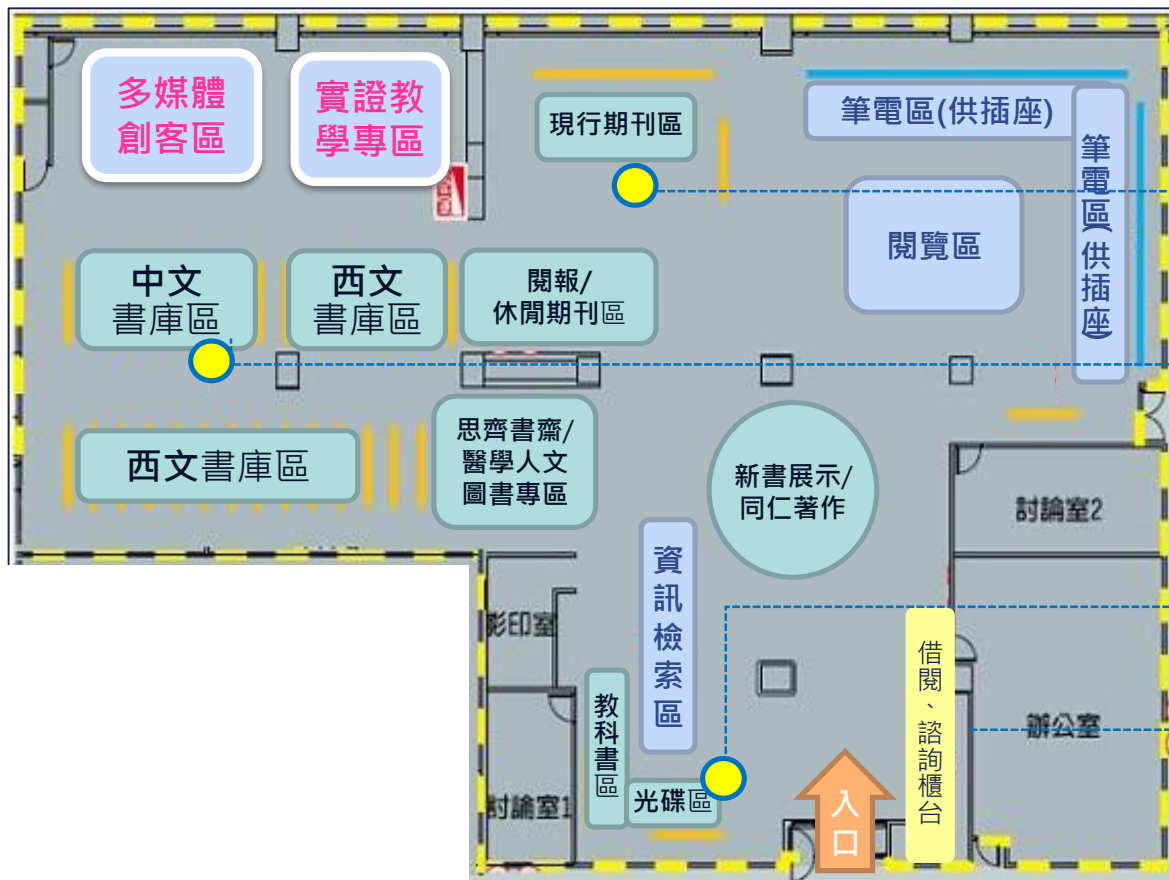 多媒體
創客區
實證教
學專區
現行期刊區
筆電區(供插座)
筆電區(供插座)
閱覽區
中文
書庫區
西文
書庫區
閱報/
休閒期刊區
西文書庫區
思齊書齋/
醫學人文
圖書專區
新書展示/
同仁著作
討論室2
資訊檢索區
影印室
借閱、諮詢櫃台
教科書區
辦公室
討論室1
光碟區
入口